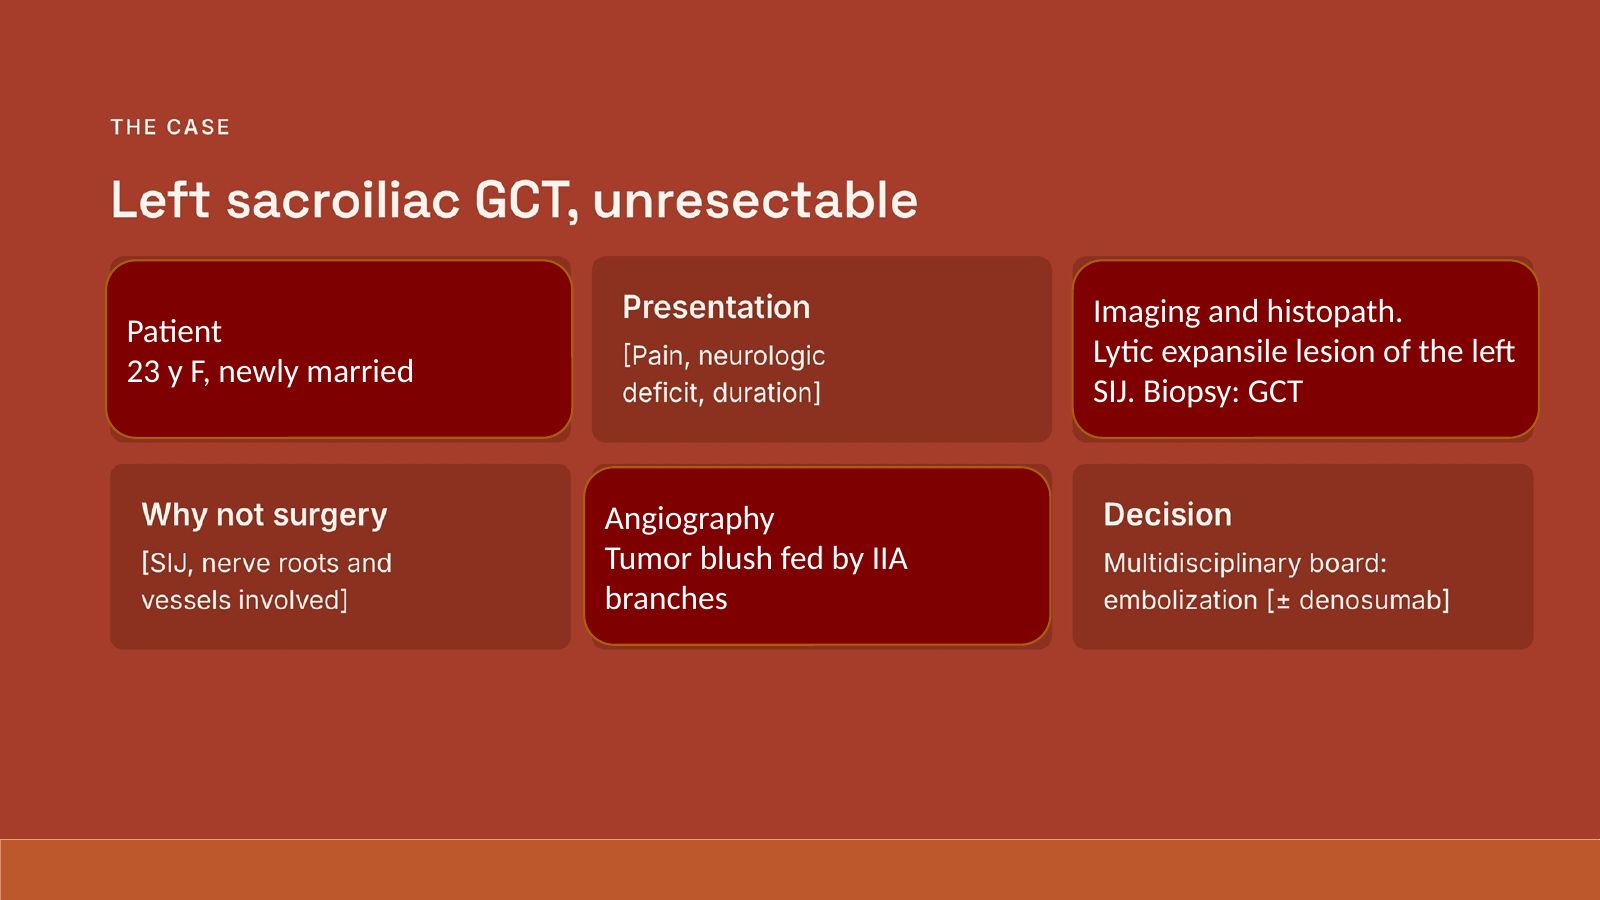 THE CASE
Left sacroiliac GCT, unresectable
Patient
23 y F, newly married
Presentation
[Pain, neurologic
deficit, duration]
Imaging and histopath.
Lytic expansile lesion of the left
SIJ. Biopsy: GCT
Why not surgery
[SIJ, nerve roots and
vessels involved]
Angiography
Tumor blush fed by IIA
branches
Decision
Multidisciplinary board:
embolization [± denosumab]